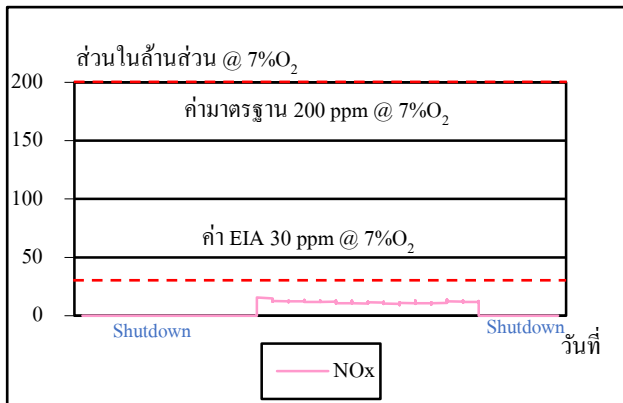 ส่วนในล้านส่วน @ 7%O₂
200
ค่ามาตรฐาน 200 ppm @ 7%O₂
150
100
ค่า EIA 30 ppm @ 7%O₂
50
0
Shutdown
Shutdown
วันที่
NOx